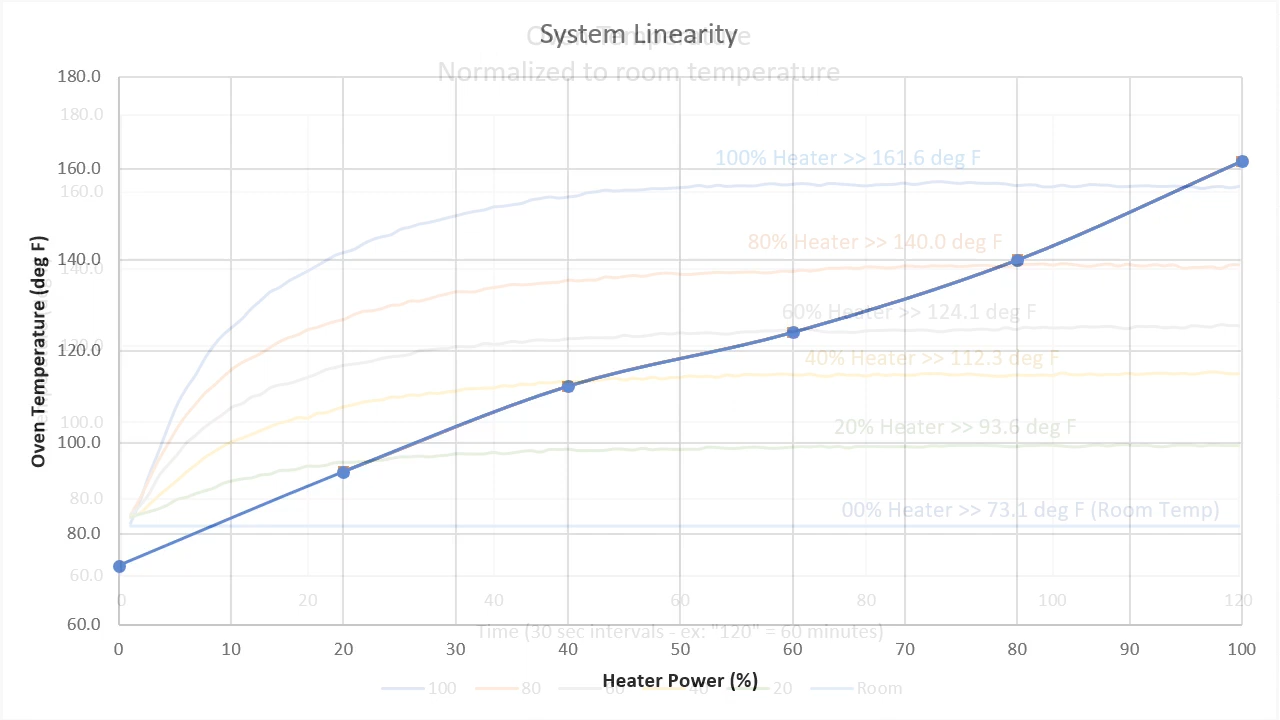 System Linearity
Oven Temperature
Normalized to room temperature
180.0
180.0
100% Heater >> 161.6 deg F
160.0
160.0
80% Heater >> 140.0 deg F
140.0
140.0
60% Heater >> 124.1 deg F
120.0
120.0
40% Heater >> 112.3 deg F
Oven Temperature (deg F)
100.0
20% Heater >> 93.6 deg F
100.0
80.0
00% Heater >> 73.1 deg F (Room Temp)
80.0
60.0
0 20 40 60 80 100 120
60.0
Time (30 sec intervals - ex: "120" = 60 minutes)
0 10 20 30 40 50 60 70 80 90 100
Heater Power (%)
100 80 60 40 20 Room